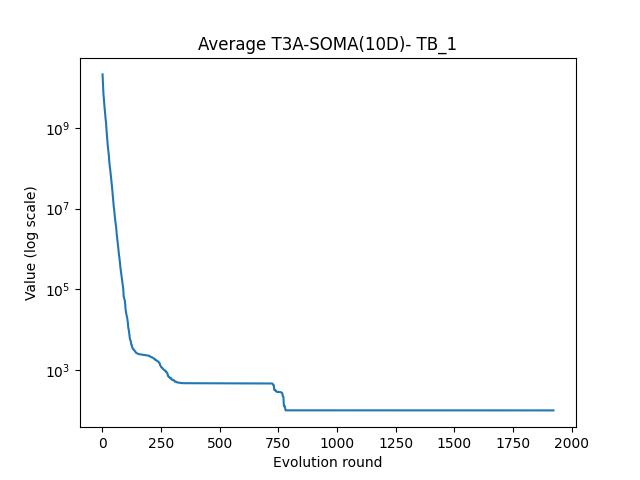 Average T3A-SOMA(10D)- TB_1
Value (log scale)
10⁹
10⁷
10⁵
10³
0 250 500 750 1000 1250 1500 1750 2000
Evolution round